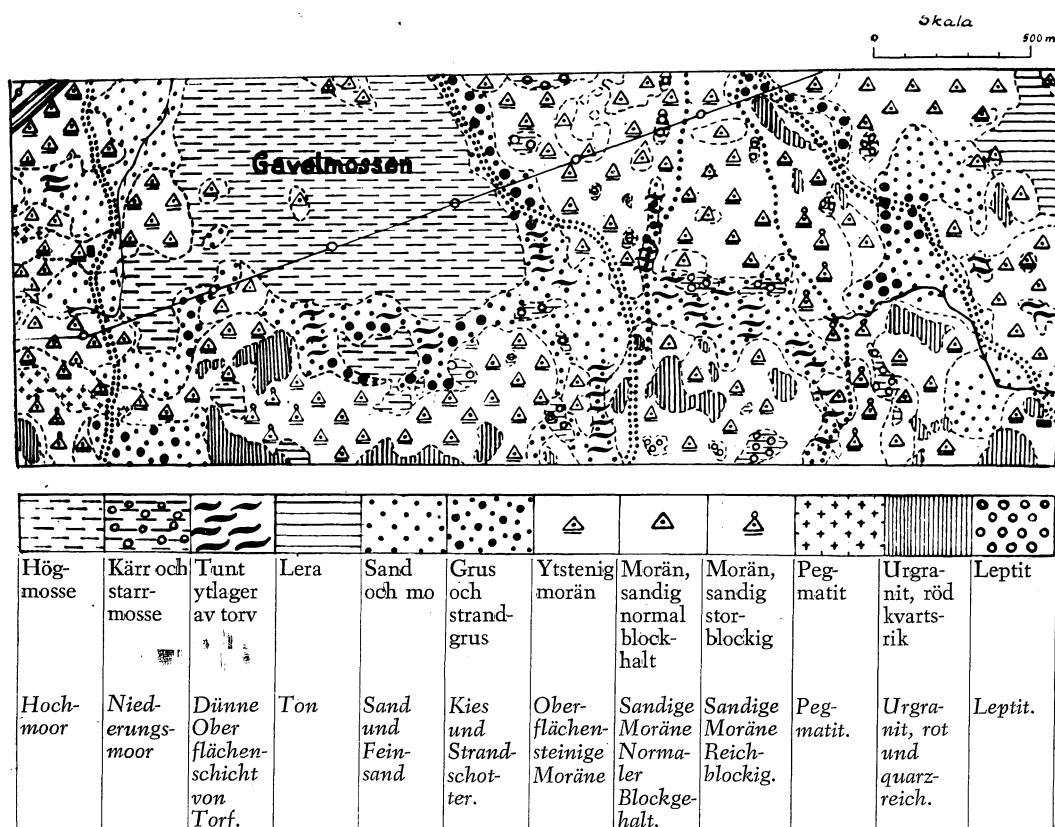 Skala
0 500 m
Gavelmossen
Hög-
mosse
Kärr och
starr-
mosse
Tunt
ytlager
av torv
Lera
Sand
och mo
Grus
och
strand-
grus
Ytstenig
morän
Morän,
sandig
normal
block-
halt
Morän,
sandig
stor-
blockig
Peg-
matit
Urgra-
nit, röd
kvarts-
rik
Leptit
Hoch-
moor
Nied-
erungs-
moor
Dünne
Ober
flächen-
schicht
von
Torf.
Ton
Sand
und
Fein-
sand
Kies
und
Strand-
schot-
ter.
Ober-
flächen-
steinige
Moräne
Sandige
Moräne
Norma-
ler
Blockge-
halt.
Sandige
Moräne
Reich-
blockig.
Peg-
matit.
Urgra-
nit, rot
und
quarz-
reich.
Leptit.